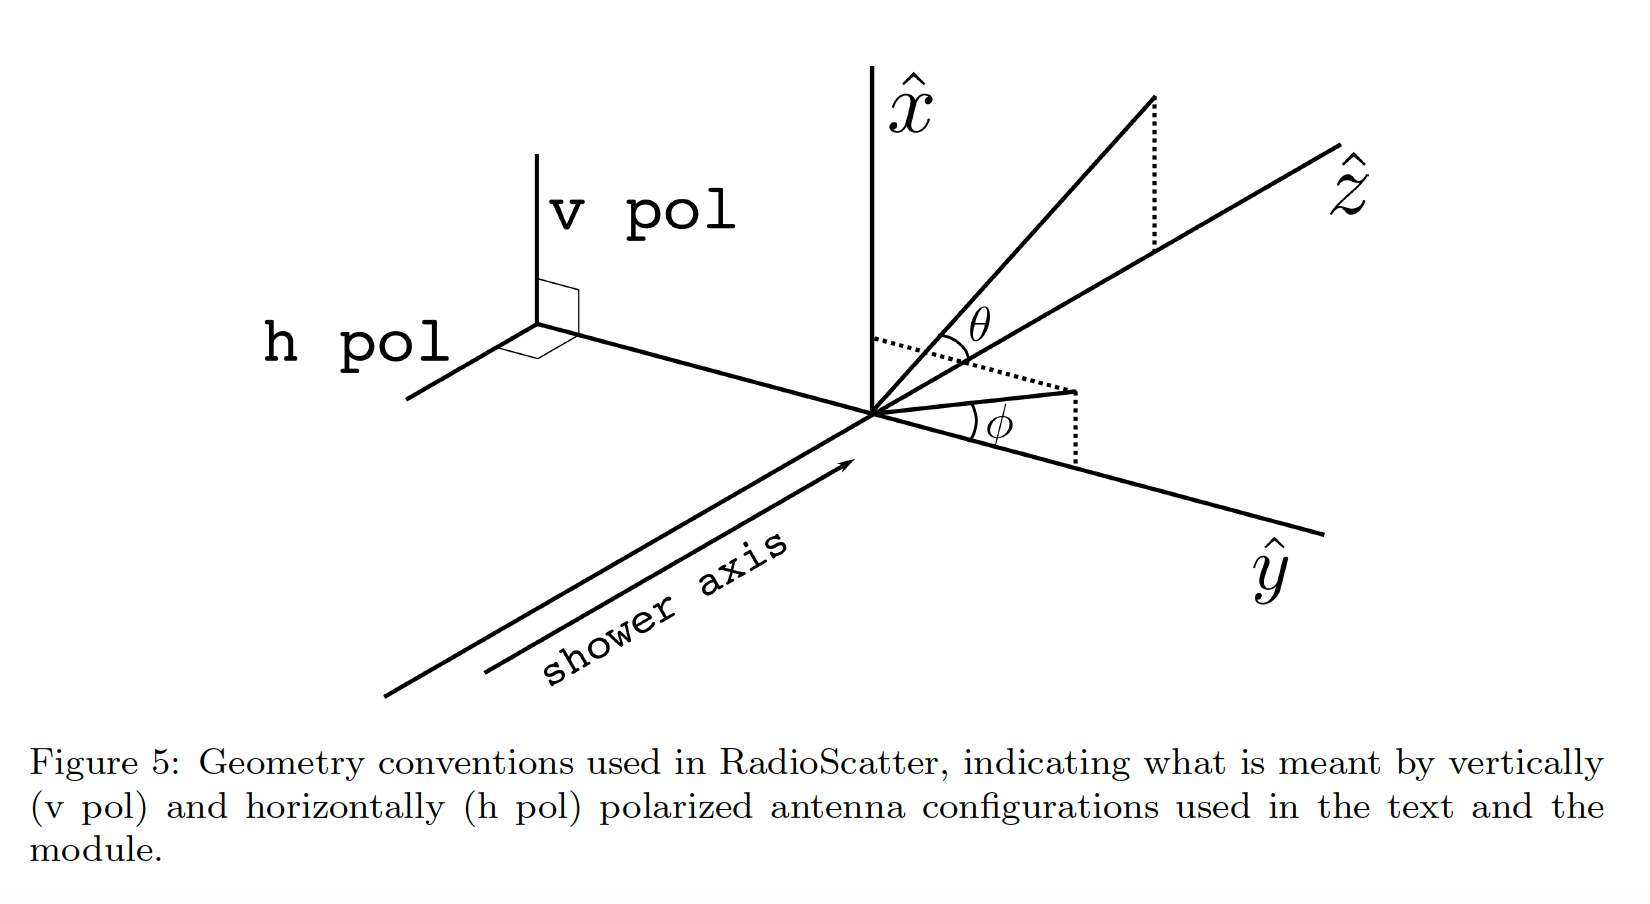 x̂
v pol
ẑ
h pol
θ
ϕ
shower axis
ŷ
Figure 5: Geometry conventions used in RadioScatter, indicating what is meant by vertically
(v pol) and horizontally (h pol) polarized antenna configurations used in the text and the
module.